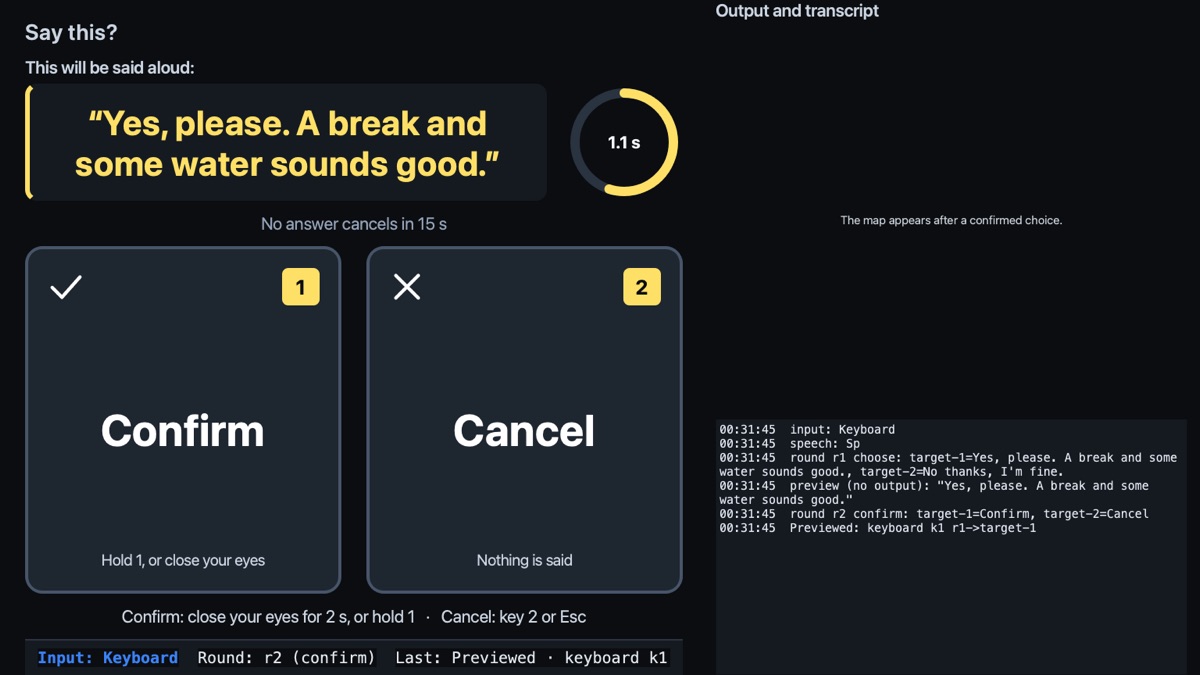 Say this?
This will be said aloud:
“Yes, please. A break and
some water sounds good.”
1.1 s
No answer cancels in 15 s
1
Confirm
Hold 1, or close your eyes
2
Cancel
Nothing is said
Confirm: close your eyes for 2 s, or hold 1 · Cancel: key 2 or Esc
Input: Keyboard Round: r2 (confirm) Last: Previewed · keyboard k1
Output and transcript
The map appears after a confirmed choice.
00:31:45 input: Keyboard
00:31:45 speech: Sp
00:31:45 round r1 choose: target-1=Yes, please. A break and some
water sounds good., target-2=No thanks, I'm fine.
00:31:45 preview (no output): "Yes, please. A break and some
water sounds good."
00:31:45 round r2 confirm: target-1=Confirm, target-2=Cancel
00:31:45 Previewed: keyboard k1 r1->target-1